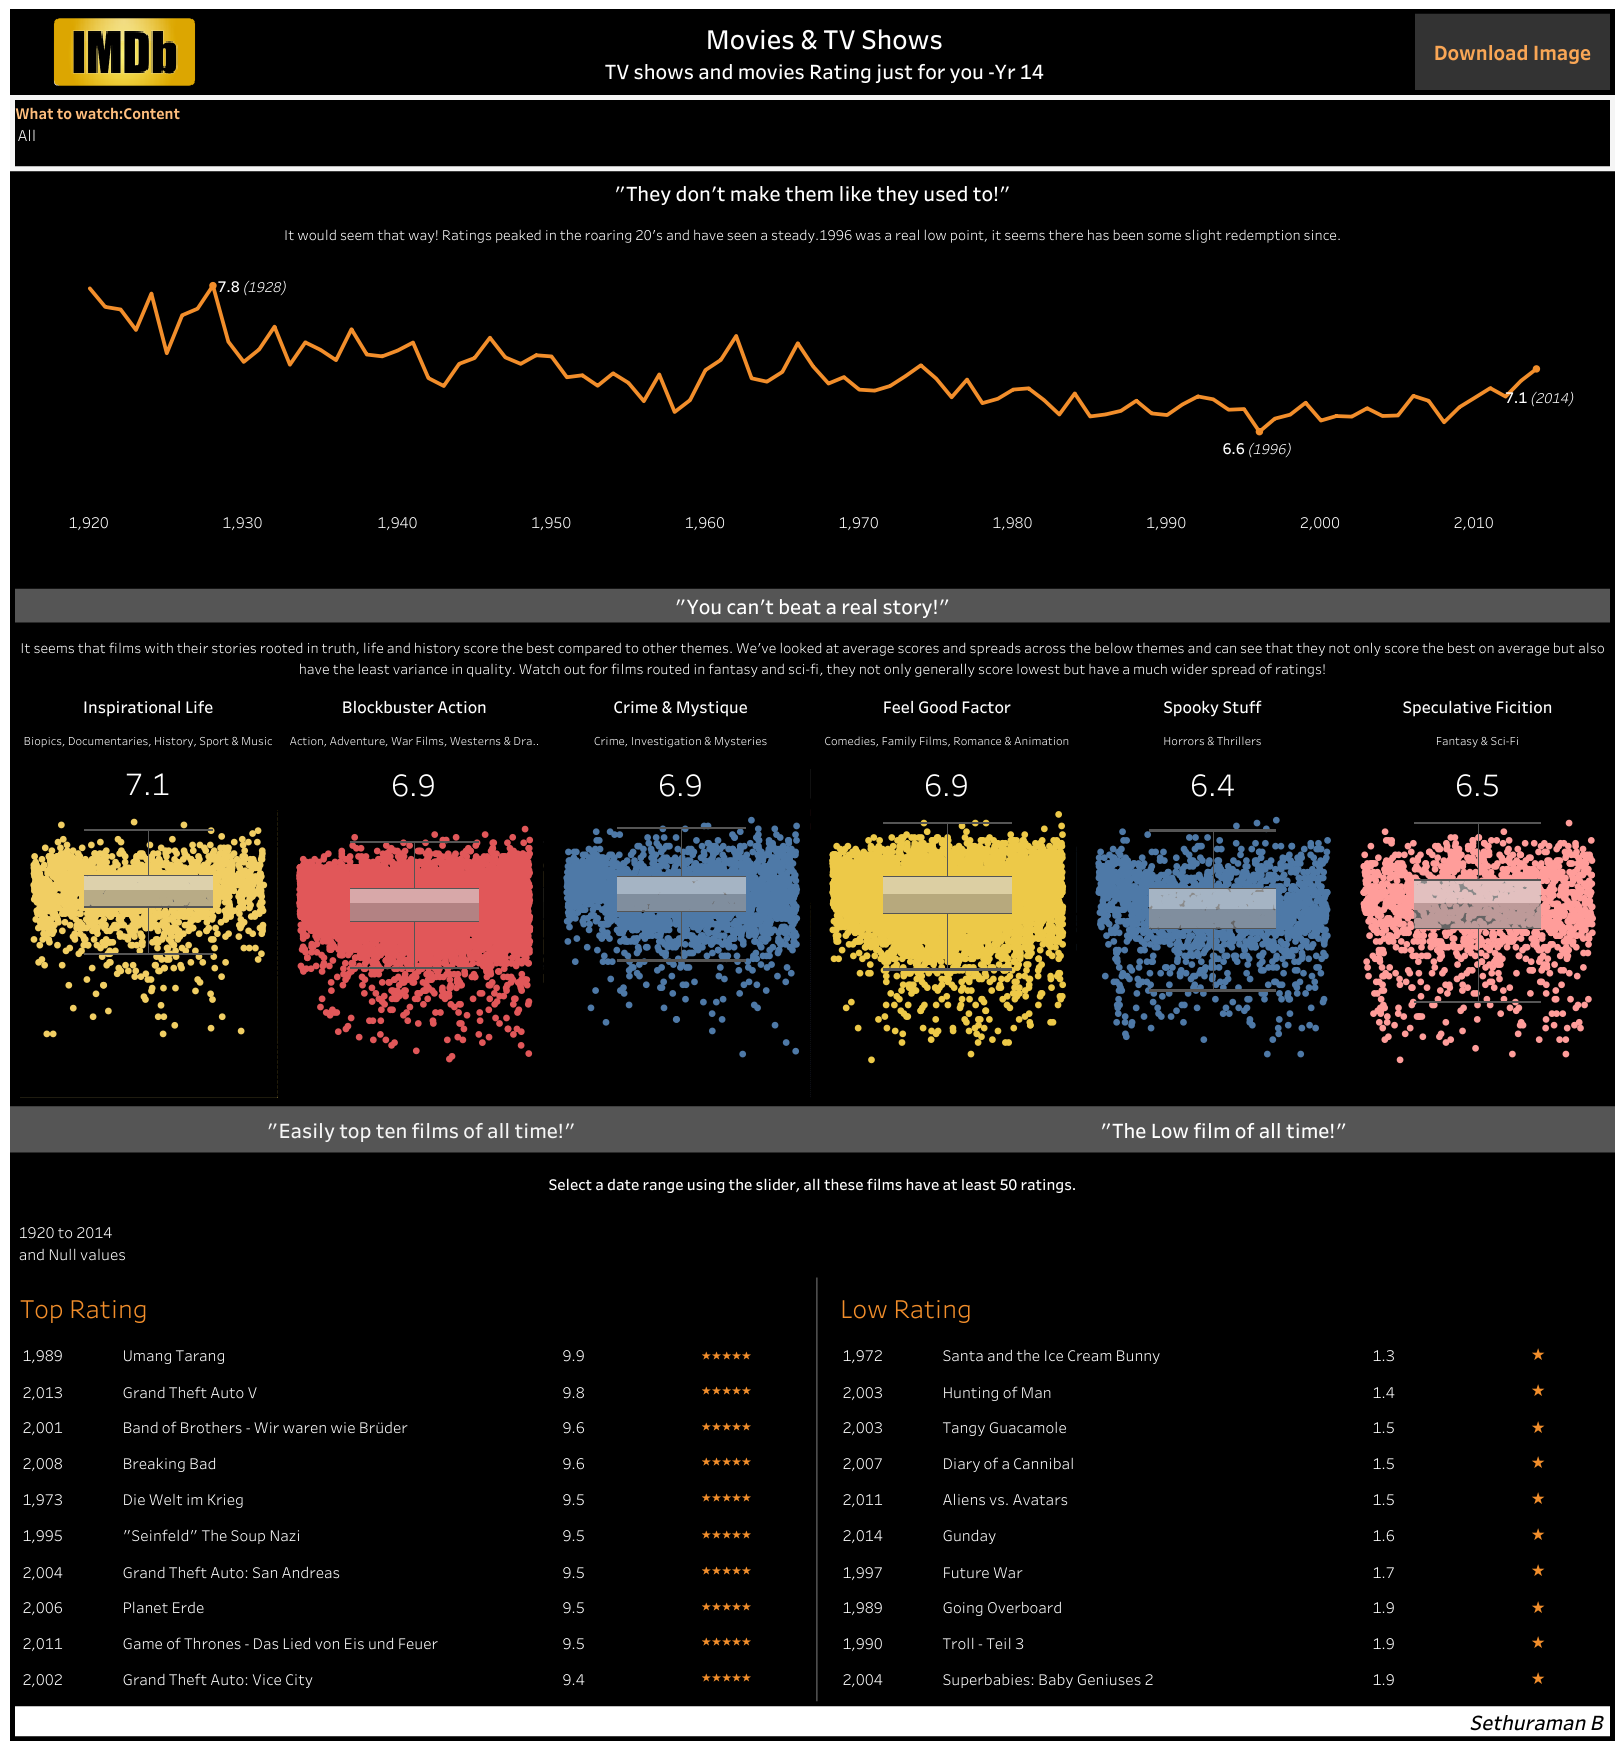 IMDb
Movies & TV Shows
TV shows and movies Rating just for you -Yr 14
Download Image
What to watch:Content
All
"They don't make them like they used to!"
It would seem that way! Ratings peaked in the roaring 20's and have seen a steady.1996 was a real low point, it seems there has been some slight redemption since.
7.8 (1928)
7.1 (2014)
6.6 (1996)
1,920 1,930 1,940 1,950 1,960 1,970 1,980 1,990 2,000 2,010
"You can't beat a real story!"
It seems that films with their stories rooted in truth, life and history score the best compared to other themes. We've looked at average scores and spreads across the below themes and can see that they not only score the best on average but also
have the least variance in quality. Watch out for films routed in fantasy and sci-fi, they not only generally score lowest but have a much wider spread of ratings!
Inspirational Life Blockbuster Action Crime & Mystique Feel Good Factor Spooky Stuff Speculative Ficition
Biopics, Documentaries, History, Sport & Music Action, Adventure, War Films, Westerns & Dra.. Crime, Investigation & Mysteries Comedies, Family Films, Romance & Animation Horrors & Thrillers Fantasy & Sci-Fi
7.1 6.9 6.9 6.9 6.4 6.5
"Easily top ten films of all time!" "The Low film of all time!"
Select a date range using the slider, all these films have at least 50 ratings.
1920 to 2014
and Null values
Top Rating
1,989 Umang Tarang 9.9 ★★★★★
2,013 Grand Theft Auto V 9.8 ★★★★★
2,001 Band of Brothers - Wir waren wie Brüder 9.6 ★★★★★
2,008 Breaking Bad 9.6 ★★★★★
1,973 Die Welt im Krieg 9.5 ★★★★★
1,995 "Seinfeld" The Soup Nazi 9.5 ★★★★★
2,004 Grand Theft Auto: San Andreas 9.5 ★★★★★
2,006 Planet Erde 9.5 ★★★★★
2,011 Game of Thrones - Das Lied von Eis und Feuer 9.5 ★★★★★
2,002 Grand Theft Auto: Vice City 9.4 ★★★★★
Low Rating
1,972 Santa and the Ice Cream Bunny 1.3 ★
2,003 Hunting of Man 1.4 ★
2,003 Tangy Guacamole 1.5 ★
2,007 Diary of a Cannibal 1.5 ★
2,011 Aliens vs. Avatars 1.5 ★
2,014 Gunday 1.6 ★
1,997 Future War 1.7 ★
1,989 Going Overboard 1.9 ★
1,990 Troll - Teil 3 1.9 ★
2,004 Superbabies: Baby Geniuses 2 1.9 ★
Sethuraman B